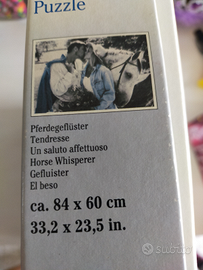 Puzzle
Pferdegeflüster
Tendresse
Un saluto affettuoso
Horse Whisperer
Gefluister
El beso
ca. 84 x 60 cm
33,2 x 23,5 in.
subito